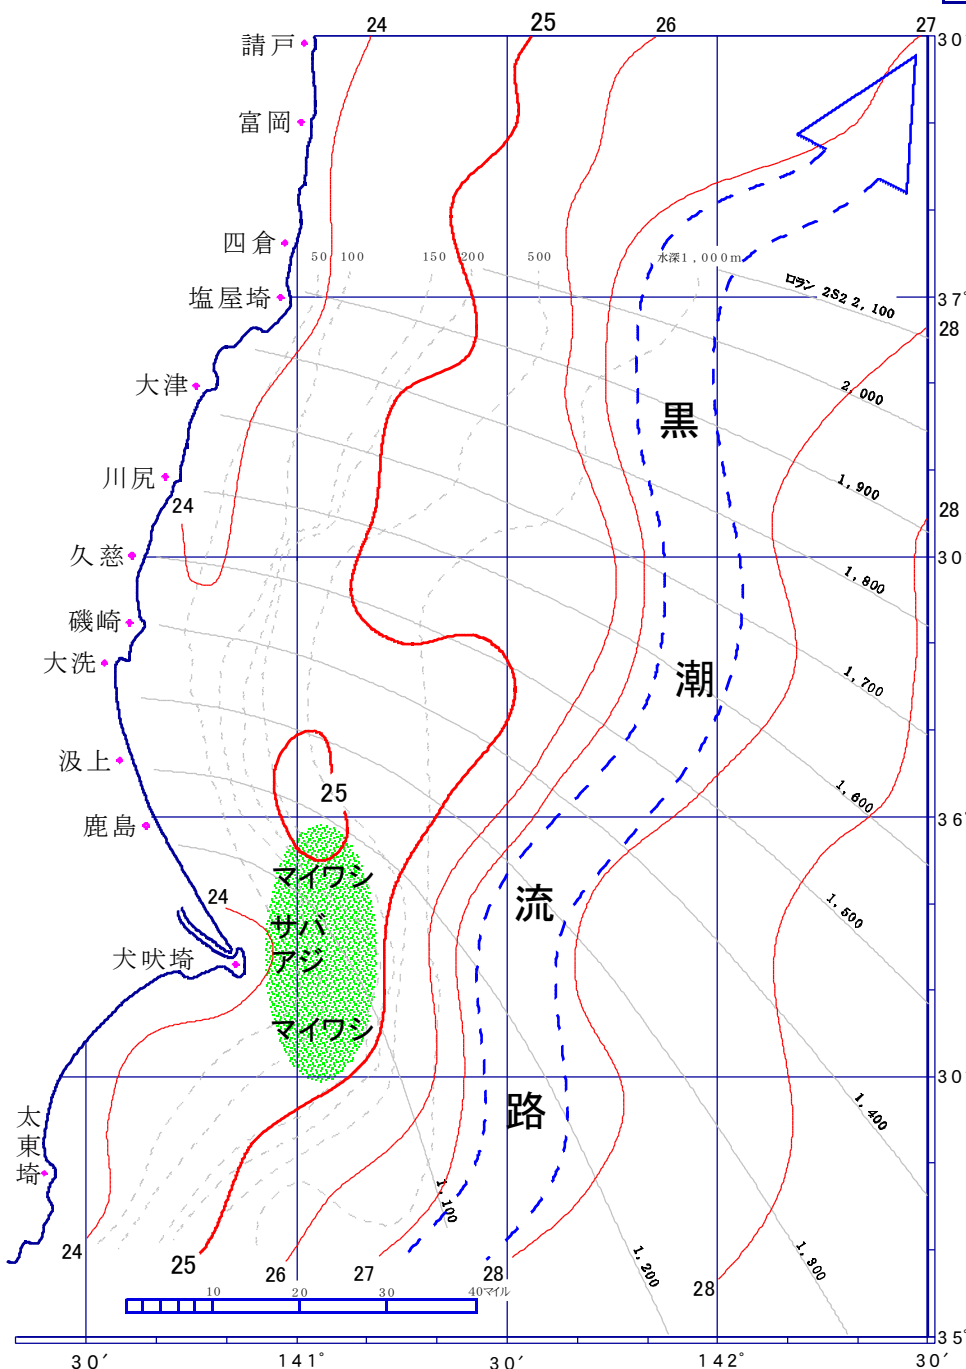 24 25 26 27
請戸
30
富岡
四倉
50 100 150 200 500 水深1,000m
塩屋埼
ロラン 2S2 2,100
37°
28
大津
2,000
黒
川尻
1,900
24
28
久慈
30
1,800
磯崎
大洗
潮
1,700
汲上
25
1,600
鹿島
36°
マイワシ
24
流
1,500
サバ
犬吠埼
アジ
マイワシ
30
路
1,400
太東埼
1,100
24
25
26
27
28
1,200
1,300
28
10 20 30 40マイル
35°
30′ 141° 30′ 142° 30′